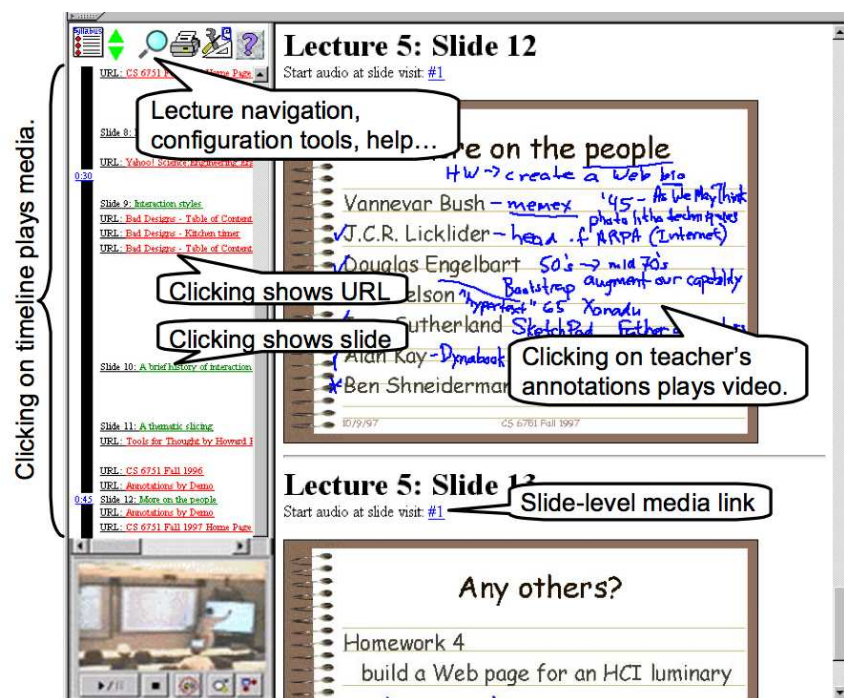 Syllabus
Clicking on timeline plays media.
URL: CS 6751 F Home Page
Slide 8:
URL: Yahoo! Science:Engineering:
0:30
Slide 9: Interaction styles
URL: Bad Designs - Table of Content
URL: Bad Designs - Kitchen timer
URL: Bad Designs - Table of Content
Slide 10: A brief history of interaction
Slide 11: A thematic slicing
URL: Tools for Thought by Howard
URL: CS 6751 Fall 1996
URL: Annotations by Demo
0:45 Slide 12: More on the people
URL: Annotations by Demo
URL: CS 6751 Fall 1997 Home Page
Lecture navigation,
configuration tools, help...
Clicking shows URL
Clicking shows slide
Lecture 5: Slide 12
Start audio at slide visit: #1
re on the people
HW -> create a Web bio
Vannevar Bush - memex '45 - As We May Think
photo litho techniques
J.C.R. Licklider - head of ARPA (Internet)
Douglas Engelbart 50's -> mid 70's
Bootstrap augment our capability
elson "hypertext" 65 Xanadu
Sutherland SketchPad Father
Alan Kay - Dynabook
Ben Shneiderman
10/9/97 CS 6751 Fall 1997
Clicking on teacher's
annotations plays video.
Lecture 5: Slide 13
Start audio at slide visit: #1
Slide-level media link
Any others?
Homework 4
build a Web page for an HCI luminary